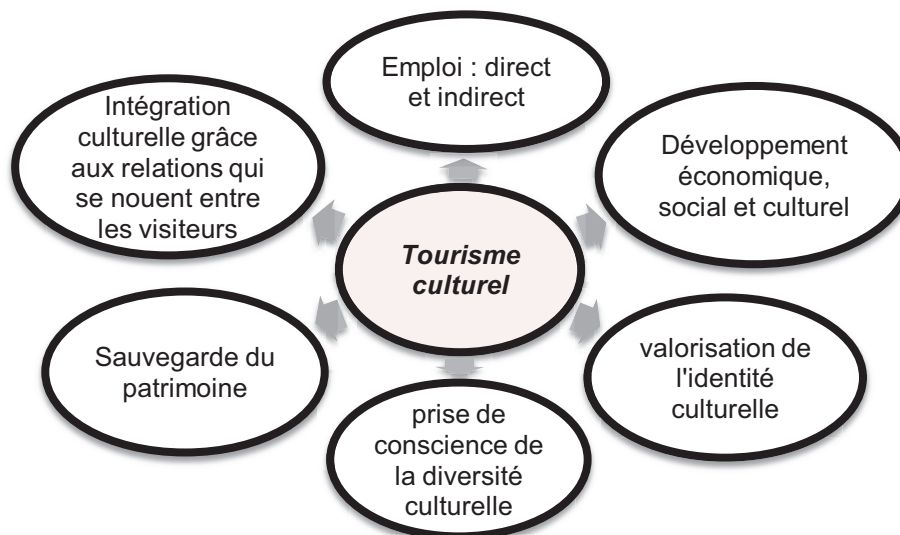 Emploi : direct
et indirect
Intégration
culturelle grâce
aux relations qui
se nouent entre
les visiteurs
Développement
économique,
social et culturel
Tourisme
culturel
Sauvegarde du
patrimoine
valorisation de
l'identité
culturelle
prise de
conscience de
la diversité
culturelle